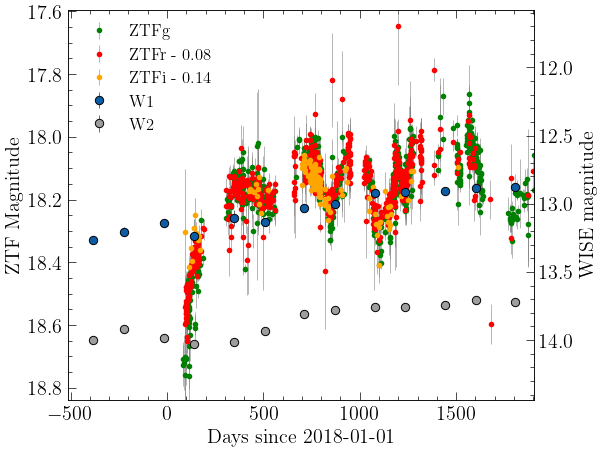 ZTFg
ZTFr - 0.08
ZTFi - 0.14
W1
W2
17.6
17.8
18.0
18.2
18.4
18.6
18.8
ZTF Magnitude
12.0
12.5
13.0
13.5
14.0
WISE magnitude
−500 0 500 1000 1500
Days since 2018-01-01